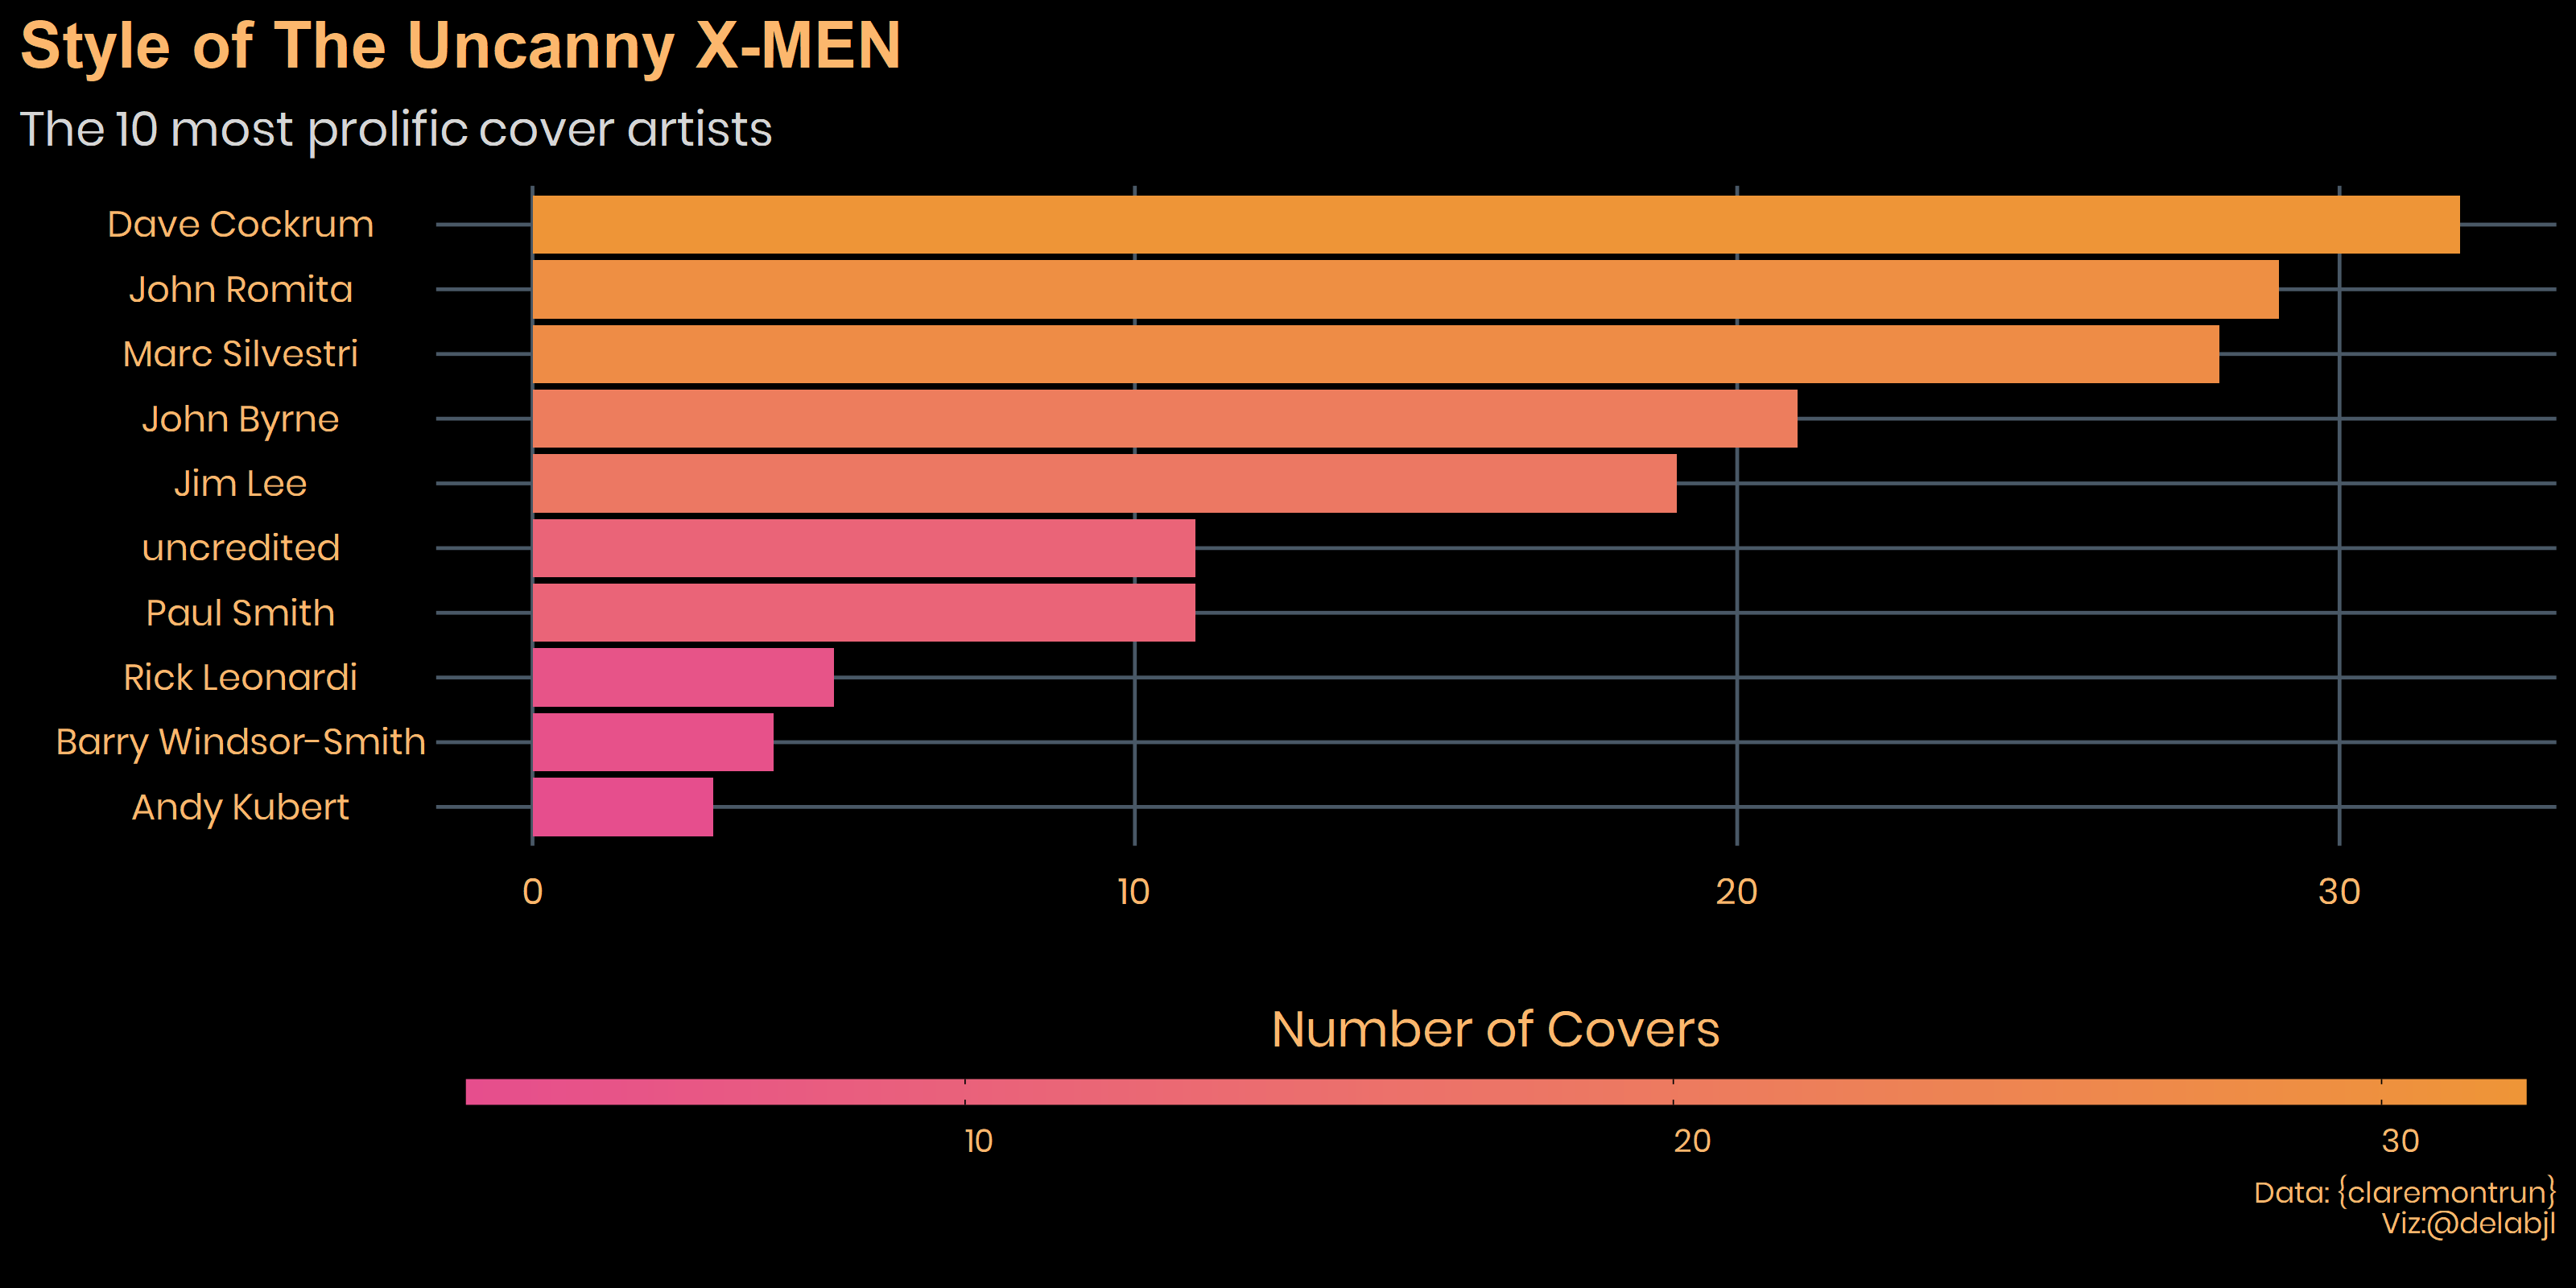 Style of The Uncanny X-MEN
The 10 most prolific cover artists
Dave Cockrum
John Romita
Marc Silvestri
John Byrne
Jim Lee
uncredited
Paul Smith
Rick Leonardi
Barry Windsor-Smith
Andy Kubert
0 10 20 30
Number of Covers
10 20 30
Data: {claremontrun}
Viz:@delabjl